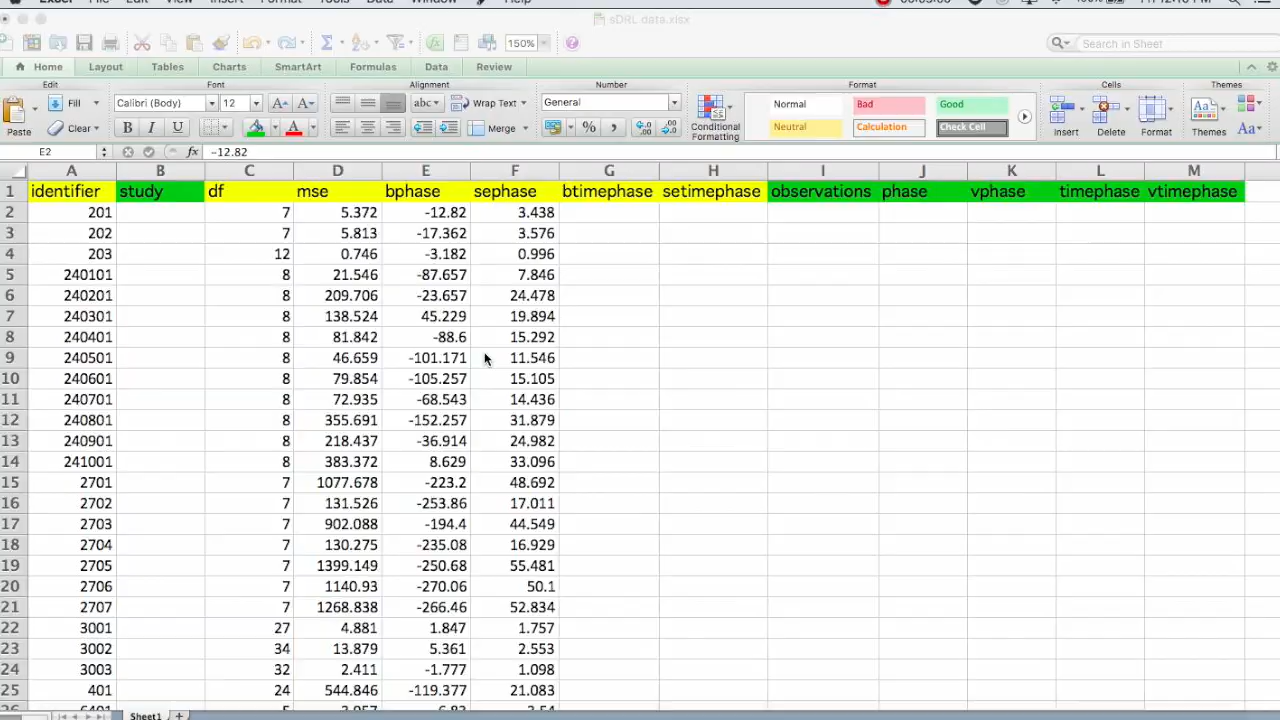 Excel File Edit View Insert Format Tools Data Window Help
sDRL data.xlsx
150% Search in Sheet
Home Layout Tables Charts SmartArt Formulas Data Review
Edit Font Alignment Number Format Cells Themes
Fill Calibri (Body) 12 A A abc Wrap Text General Normal Bad Good
Paste Clear B I U A Merge % , Conditional Formatting Neutral Calculation Check Cell Insert Delete Format Themes Aa
E2 fx -12.82
A B C D E F G H I J K L M
1 identifier study df mse bphase sephase btimephase setimephase observations phase vphase timephase vtimephase
2 201 7 5.372 -12.82 3.438
3 202 7 5.813 -17.362 3.576
4 203 12 0.746 -3.182 0.996
5 240101 8 21.546 -87.657 7.846
6 240201 8 209.706 -23.657 24.478
7 240301 8 138.524 45.229 19.894
8 240401 8 81.842 -88.6 15.292
9 240501 8 46.659 -101.171 11.546
10 240601 8 79.854 -105.257 15.105
11 240701 8 72.935 -68.543 14.436
12 240801 8 355.691 -152.257 31.879
13 240901 8 218.437 -36.914 24.982
14 241001 8 383.372 8.629 33.096
15 2701 7 1077.678 -223.2 48.692
16 2702 7 131.526 -253.86 17.011
17 2703 7 902.088 -194.4 44.549
18 2704 7 130.275 -235.08 16.929
19 2705 7 1399.149 -250.68 55.481
20 2706 7 1140.93 -270.06 50.1
21 2707 7 1268.838 -266.46 52.834
22 3001 27 4.881 1.847 1.757
23 3002 34 13.879 5.361 2.553
24 3003 32 2.411 -1.777 1.098
25 401 24 544.846 -119.377 21.083
Sheet1 +